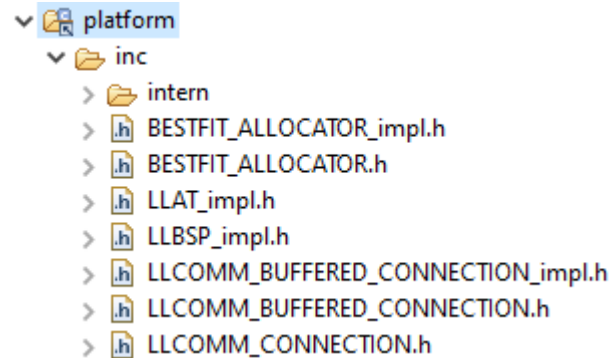 platform
inc
intern
BESTFIT_ALLOCATOR_impl.h
BESTFIT_ALLOCATOR.h
LLAT_impl.h
LLBSP_impl.h
LLCOMM_BUFFERED_CONNECTION_impl.h
LLCOMM_BUFFERED_CONNECTION.h
LLCOMM_CONNECTION.h